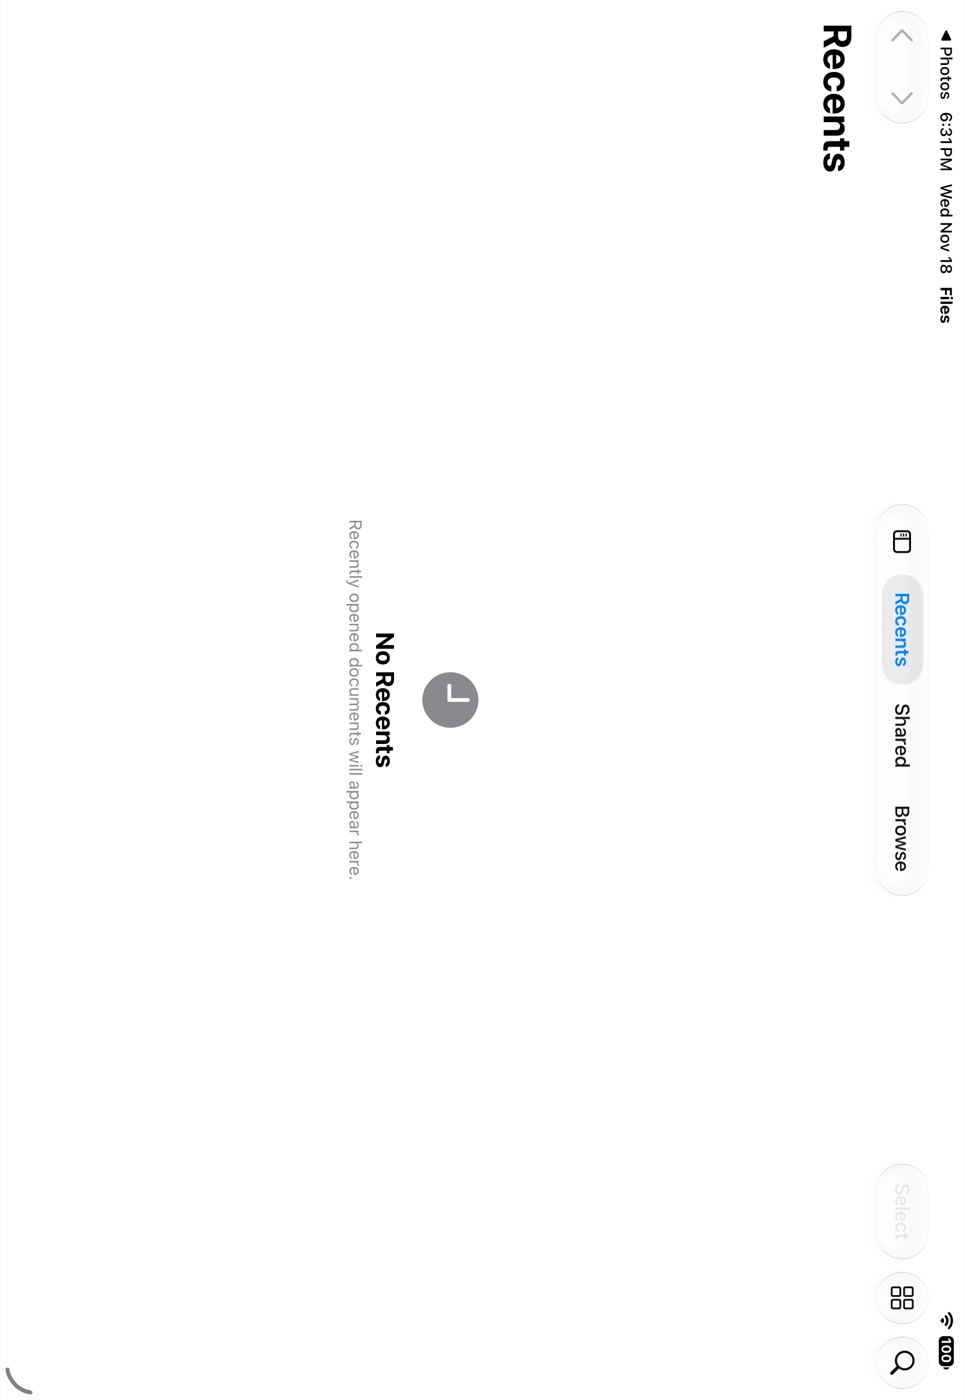 Photos 6:31 PM Wed Nov 18 Files 100
Recents Shared Browse Select
Recents
No Recents
Recently opened documents will appear here.